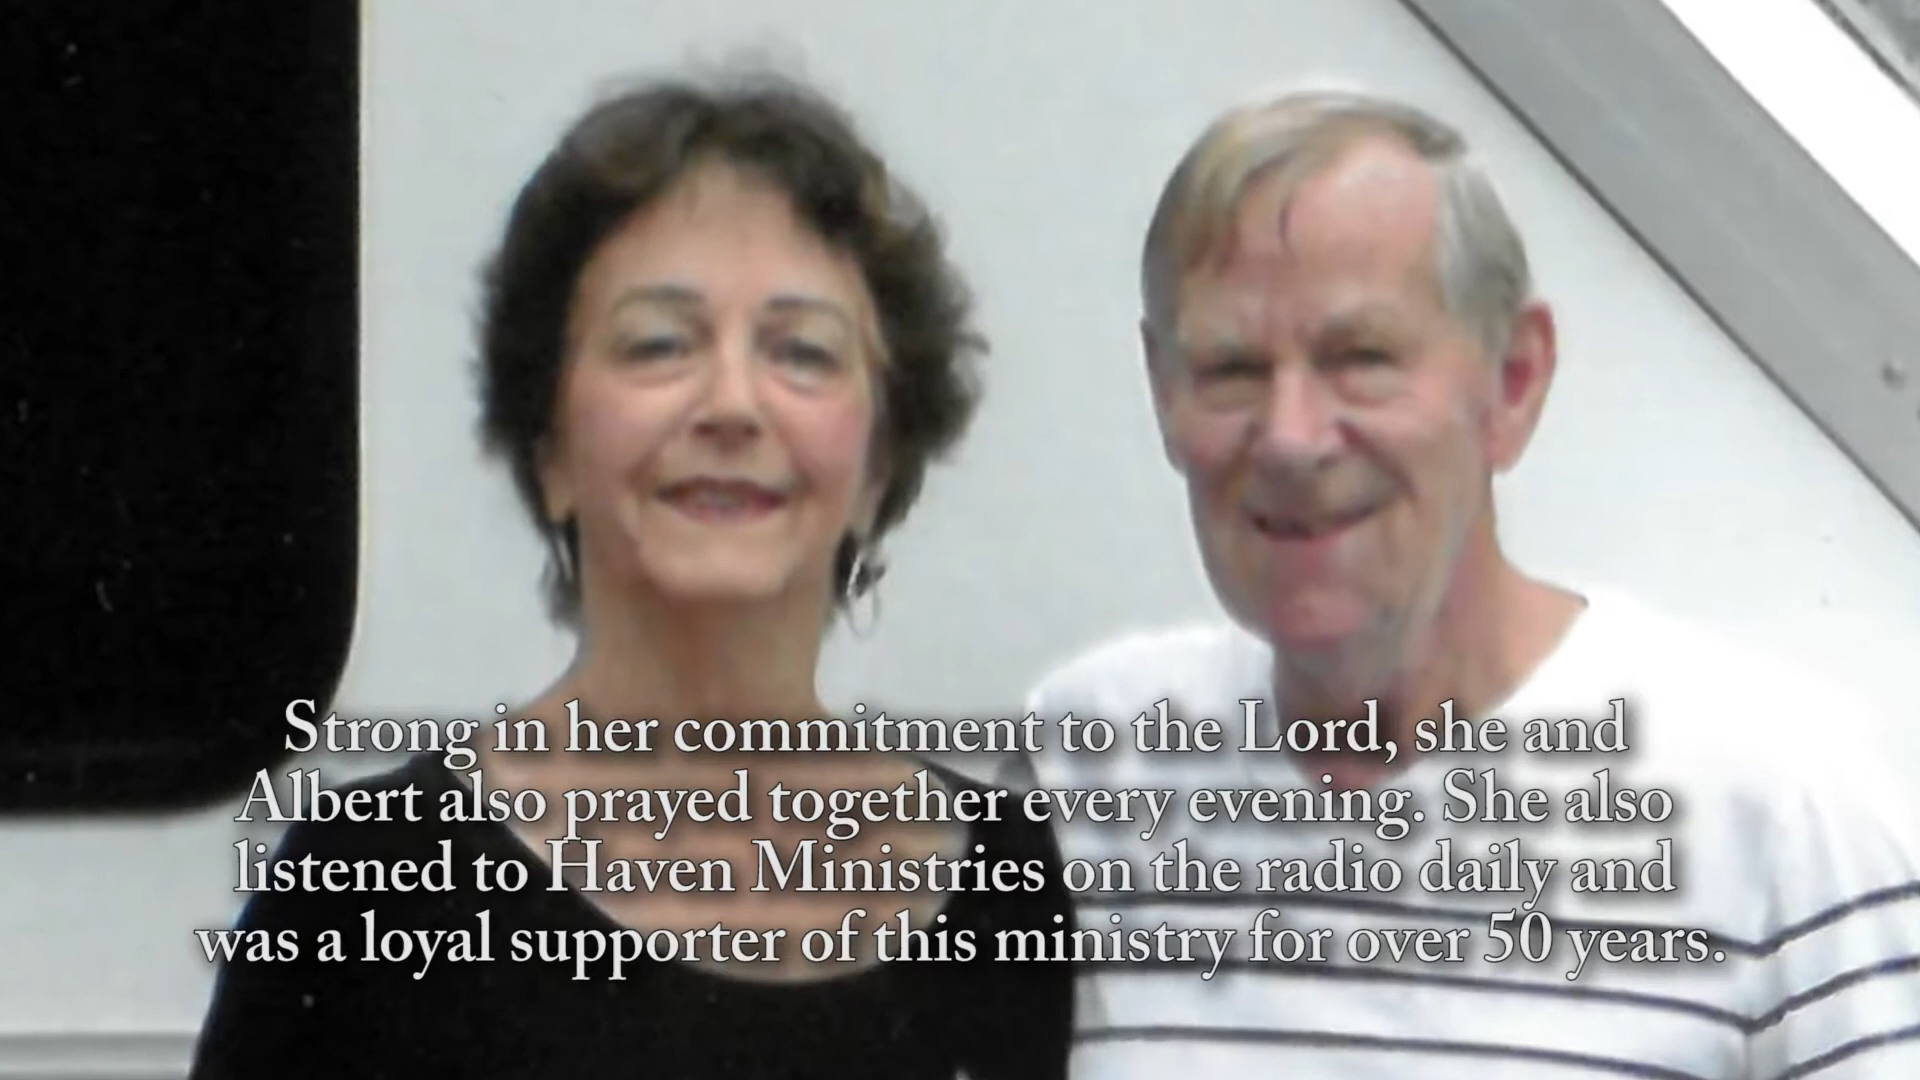 Strong in her commitment to the Lord, she and
Albert also prayed together every evening. She also
listened to Haven Ministries on the radio daily and
was a loyal supporter of this ministry for over 50 years.